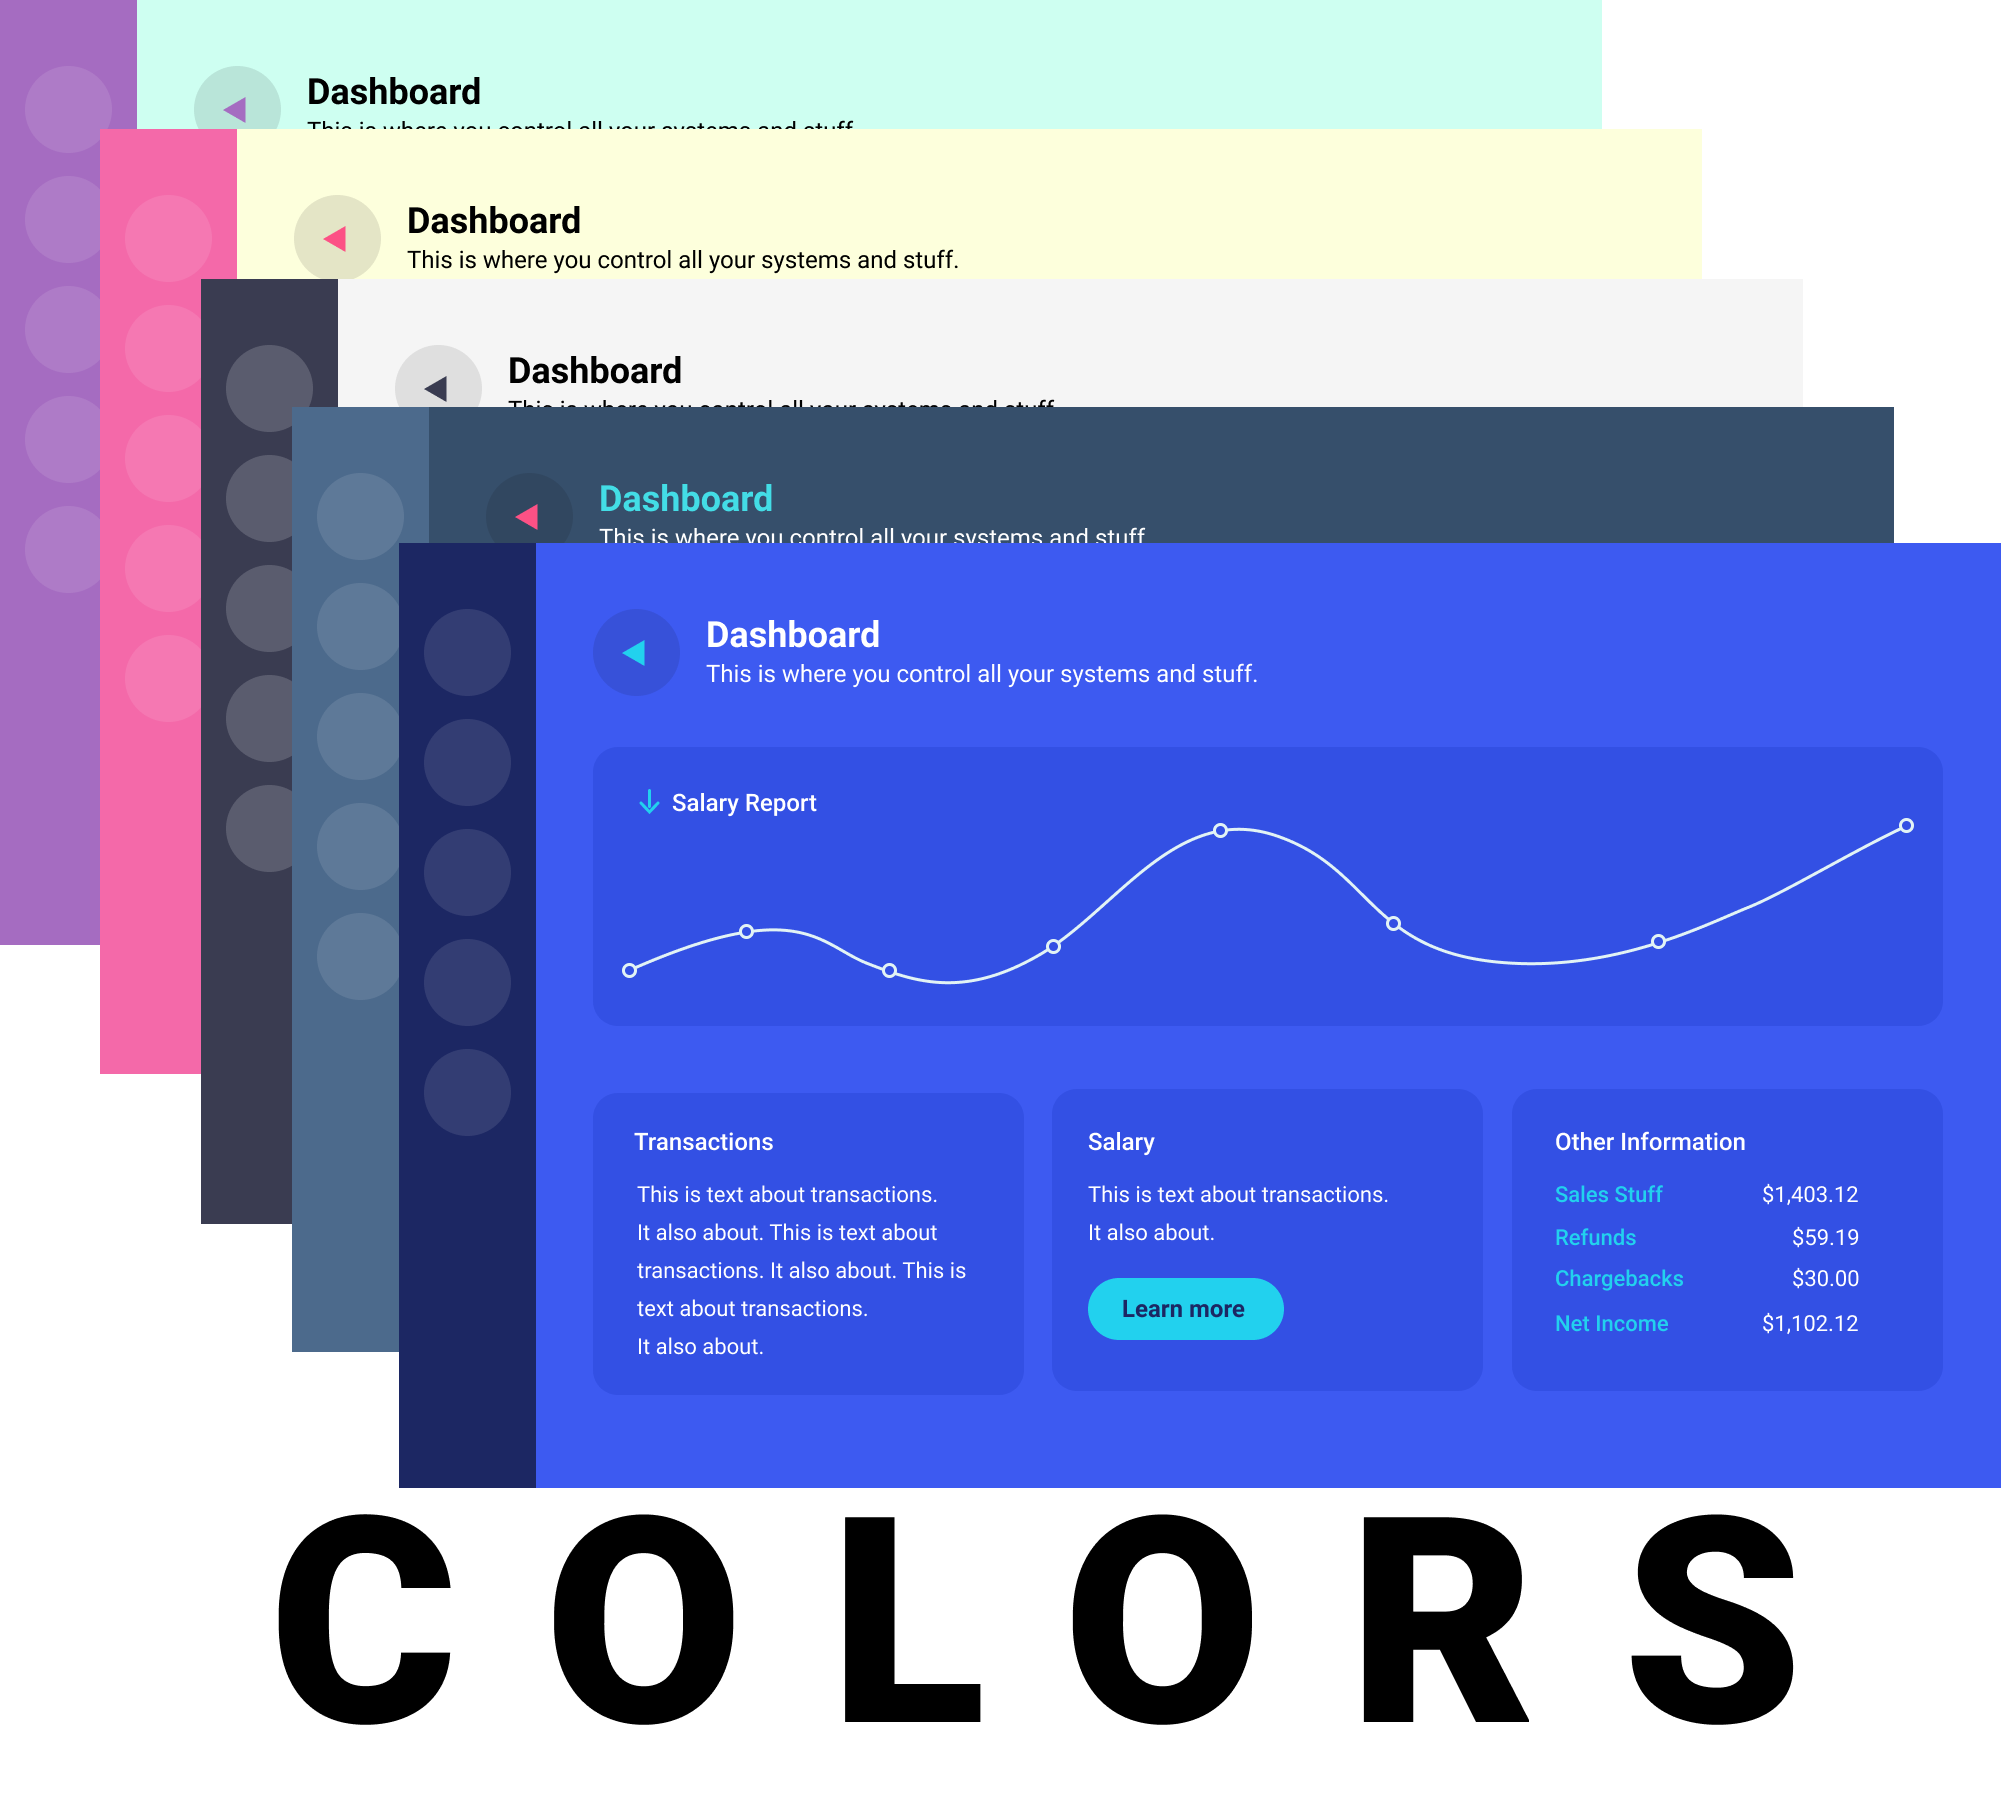 Dashboard
This is where you control all your systems and stuff
Dashboard
This is where you control all your systems and stuff.
Dashboard
This is where you control all your systems and stuff
Dashboard
This is where you control all your systems and stuff
Dashboard
This is where you control all your systems and stuff.
Salary Report
Transactions
This is text about transactions.
It also about. This is text about
transactions. It also about. This is
text about transactions.
It also about.
Salary
This is text about transactions.
It also about.
Learn more
Other Information
Sales Stuff $1,403.12
Refunds $59.19
Chargebacks $30.00
Net Income $1,102.12
COLORS